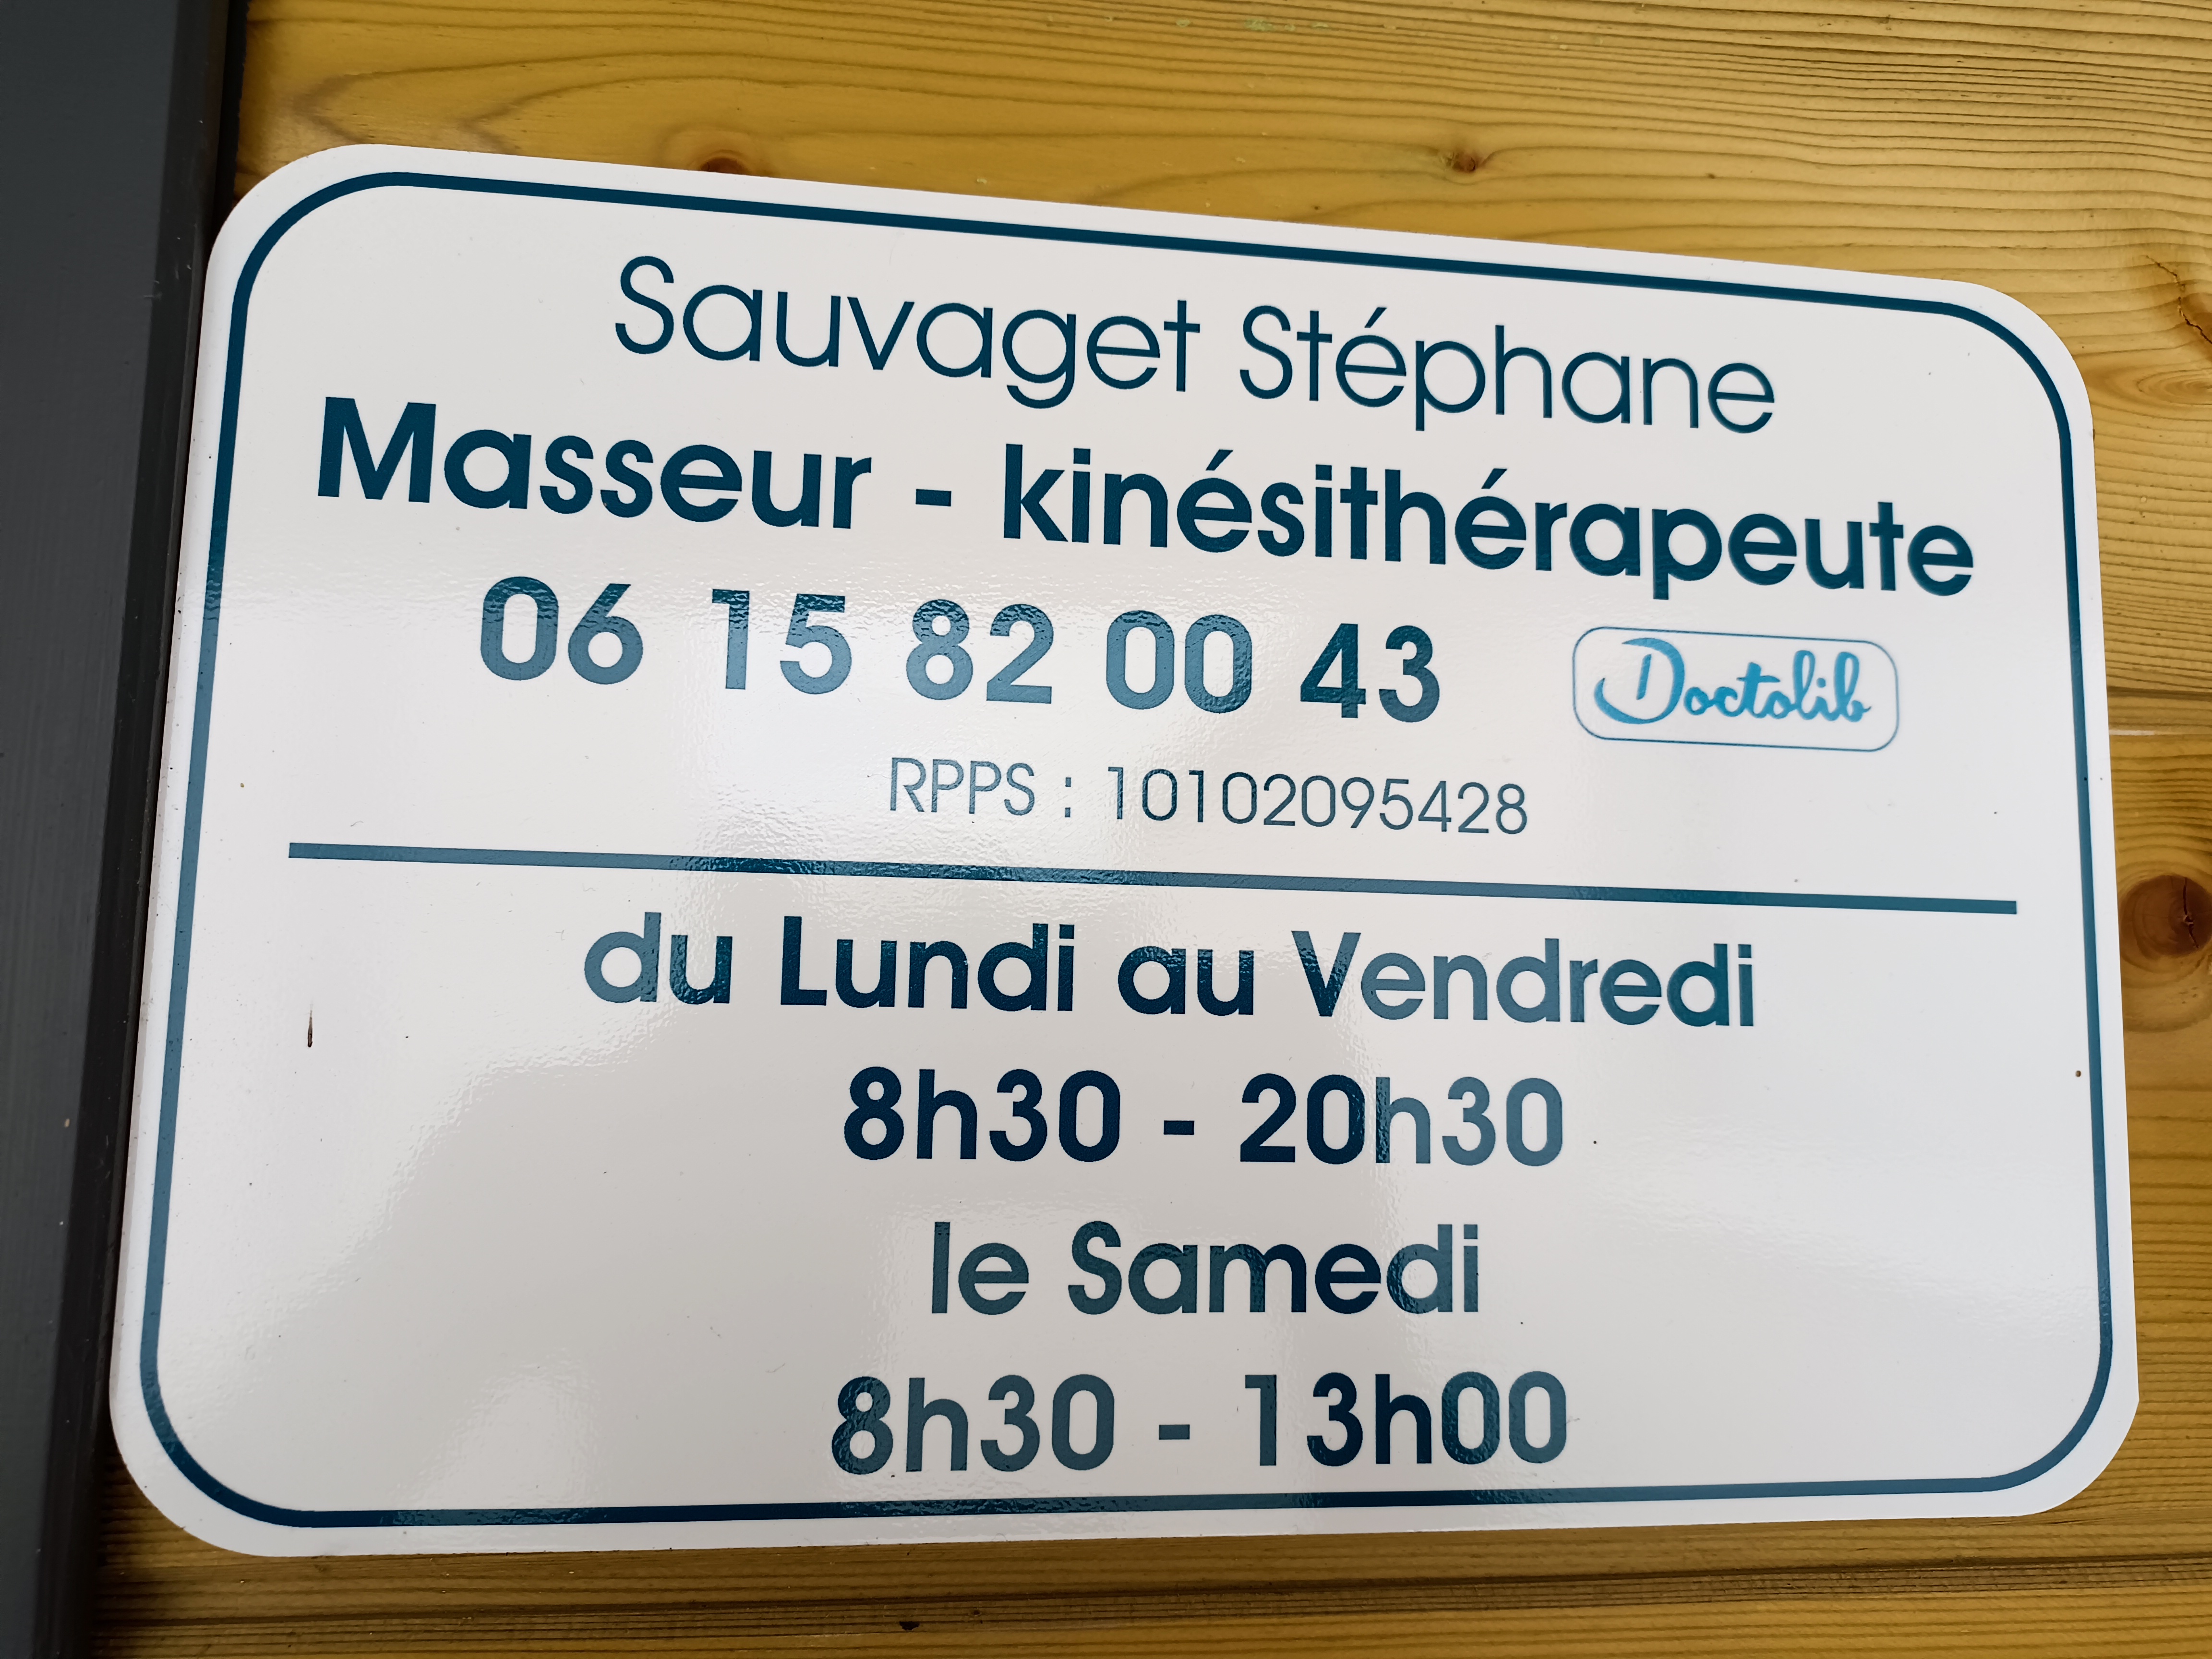 Sauvaget Stéphane
Masseur - kinésithérapeute
06 15 82 00 43 Doctolib
RPPS : 10102095428
du Lundi au Vendredi
8h30 - 20h30
le Samedi
8h30 - 13h00